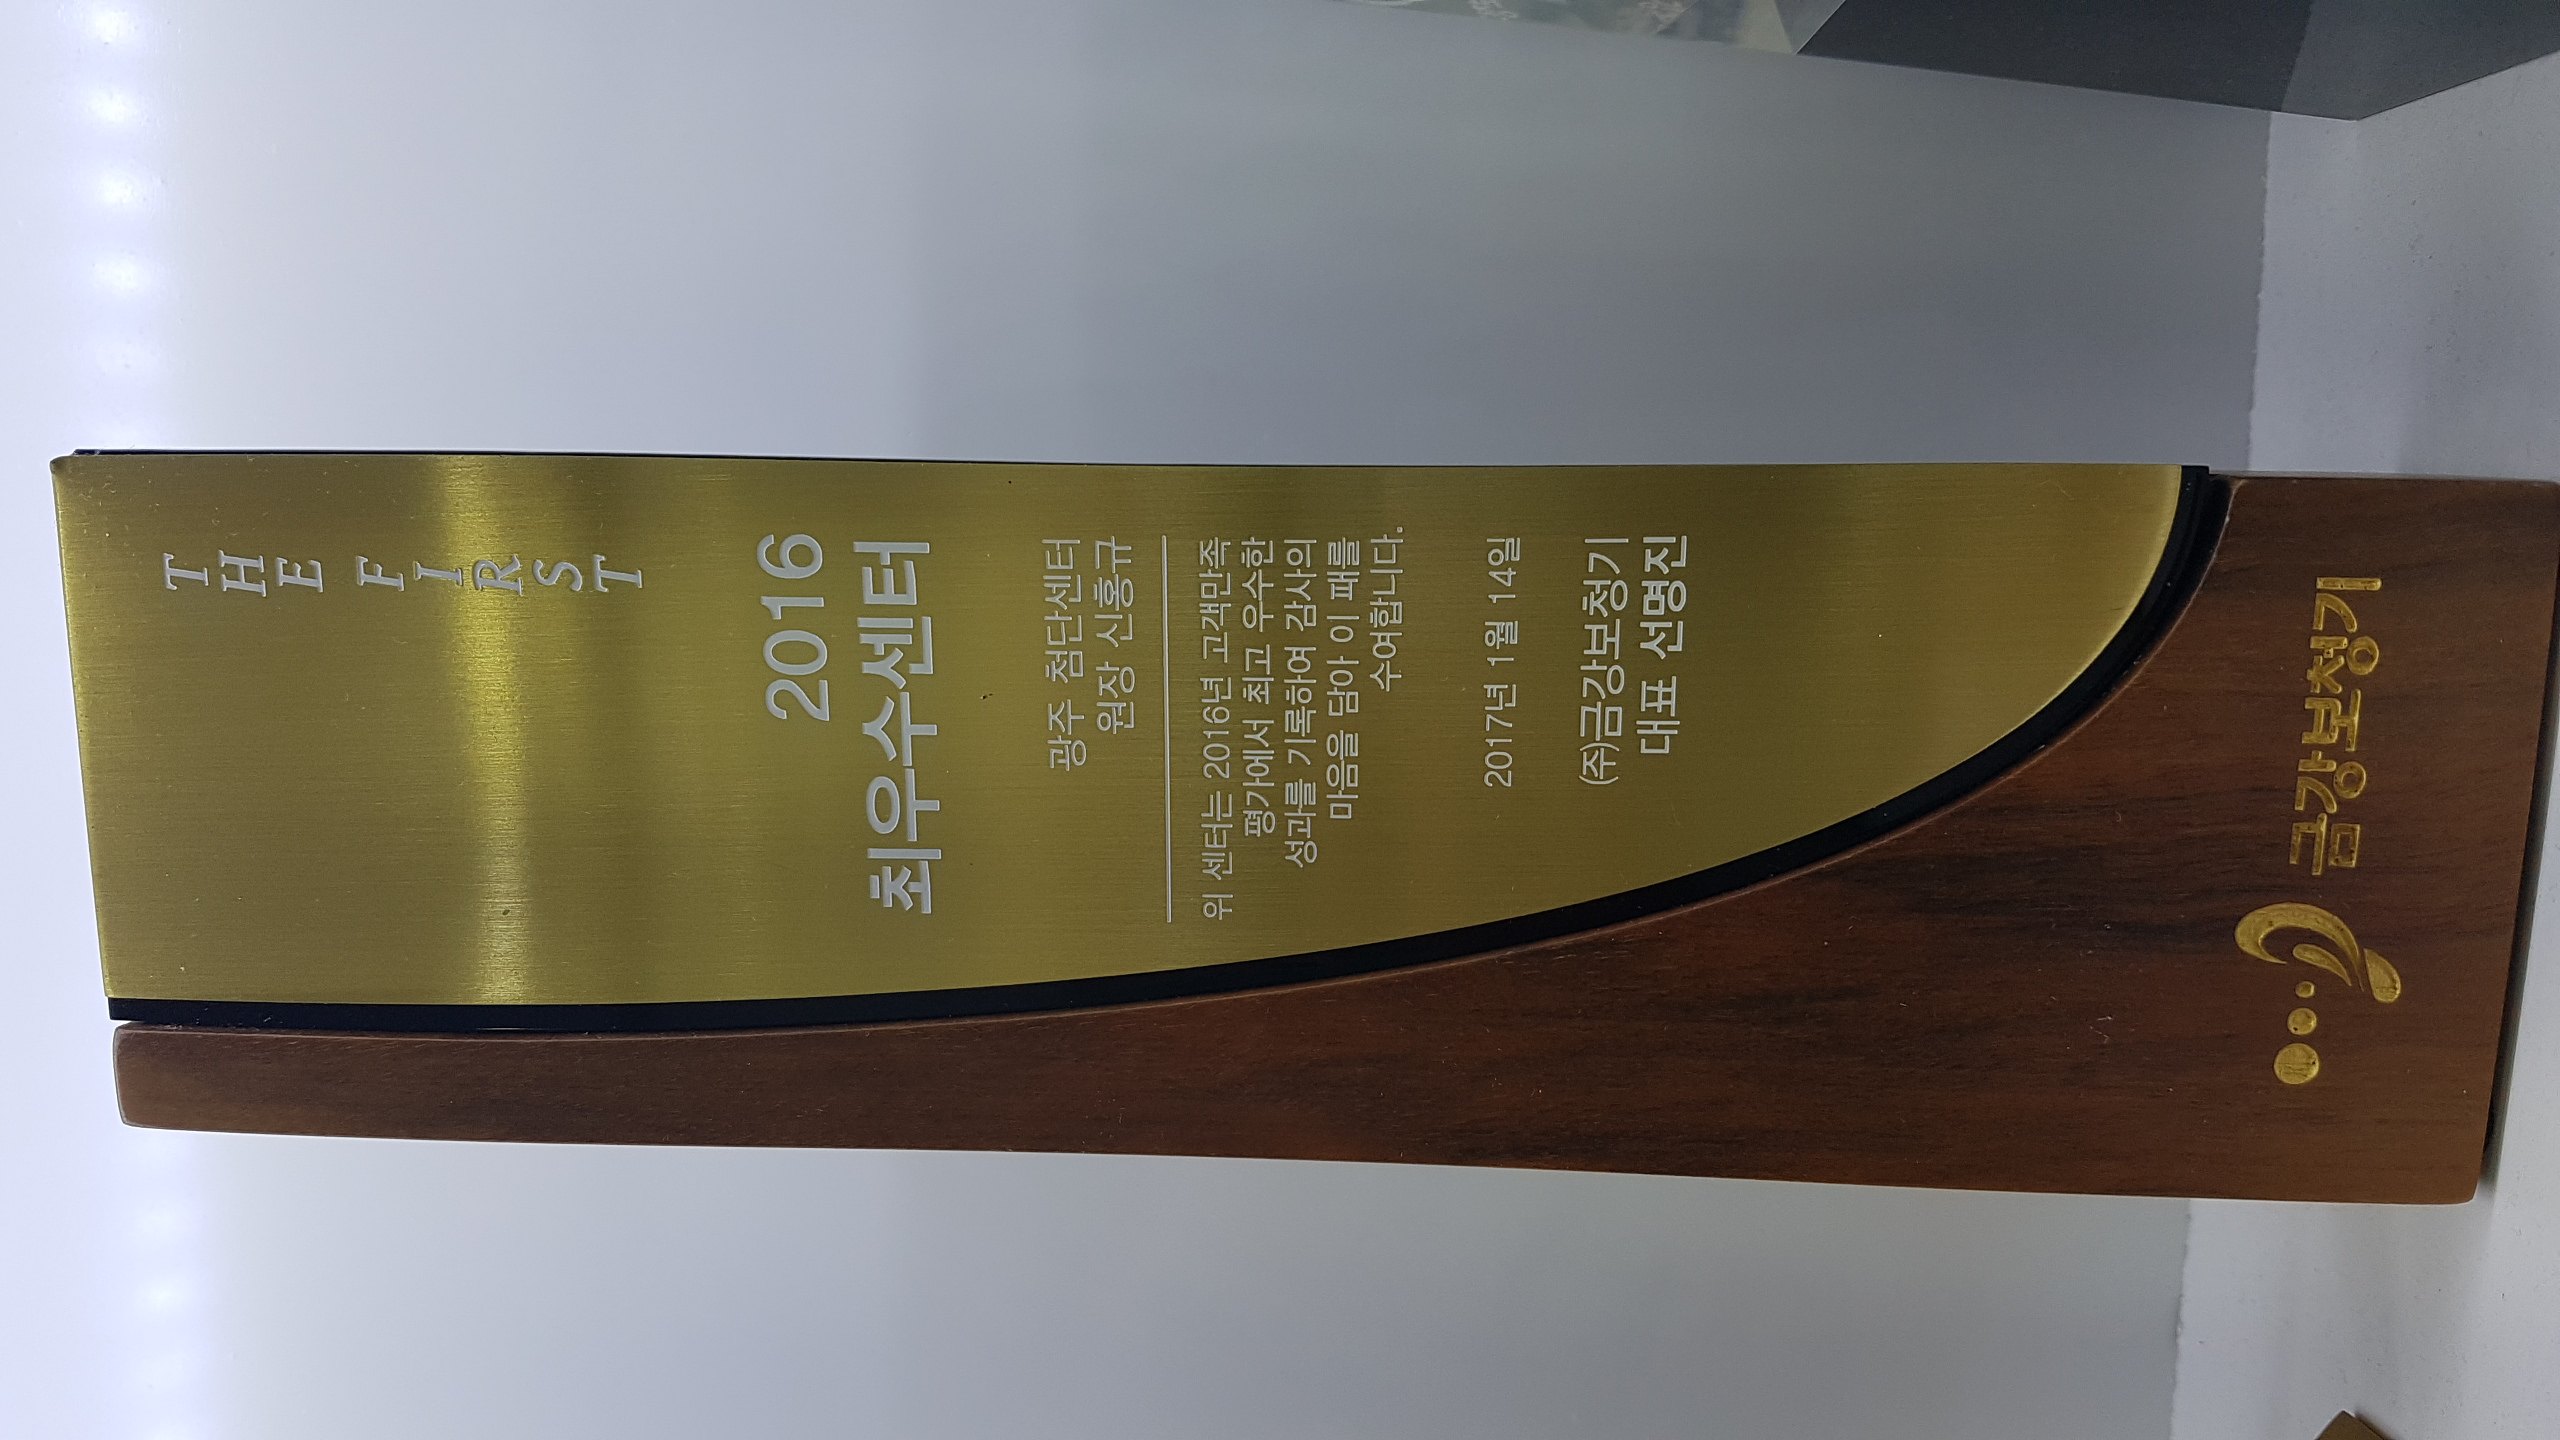 THE FIRST
2016
최우수센터
광주 첨단센터
원장 신홍규
위 센터는 2016년 고객만족
평가에서 최고 우수한
성과를 기록하여 감사의
마음을 담아 이 패를
수여합니다.
2017년 1월 14일
(주)금강보청기
대표 선명진
금강보청기